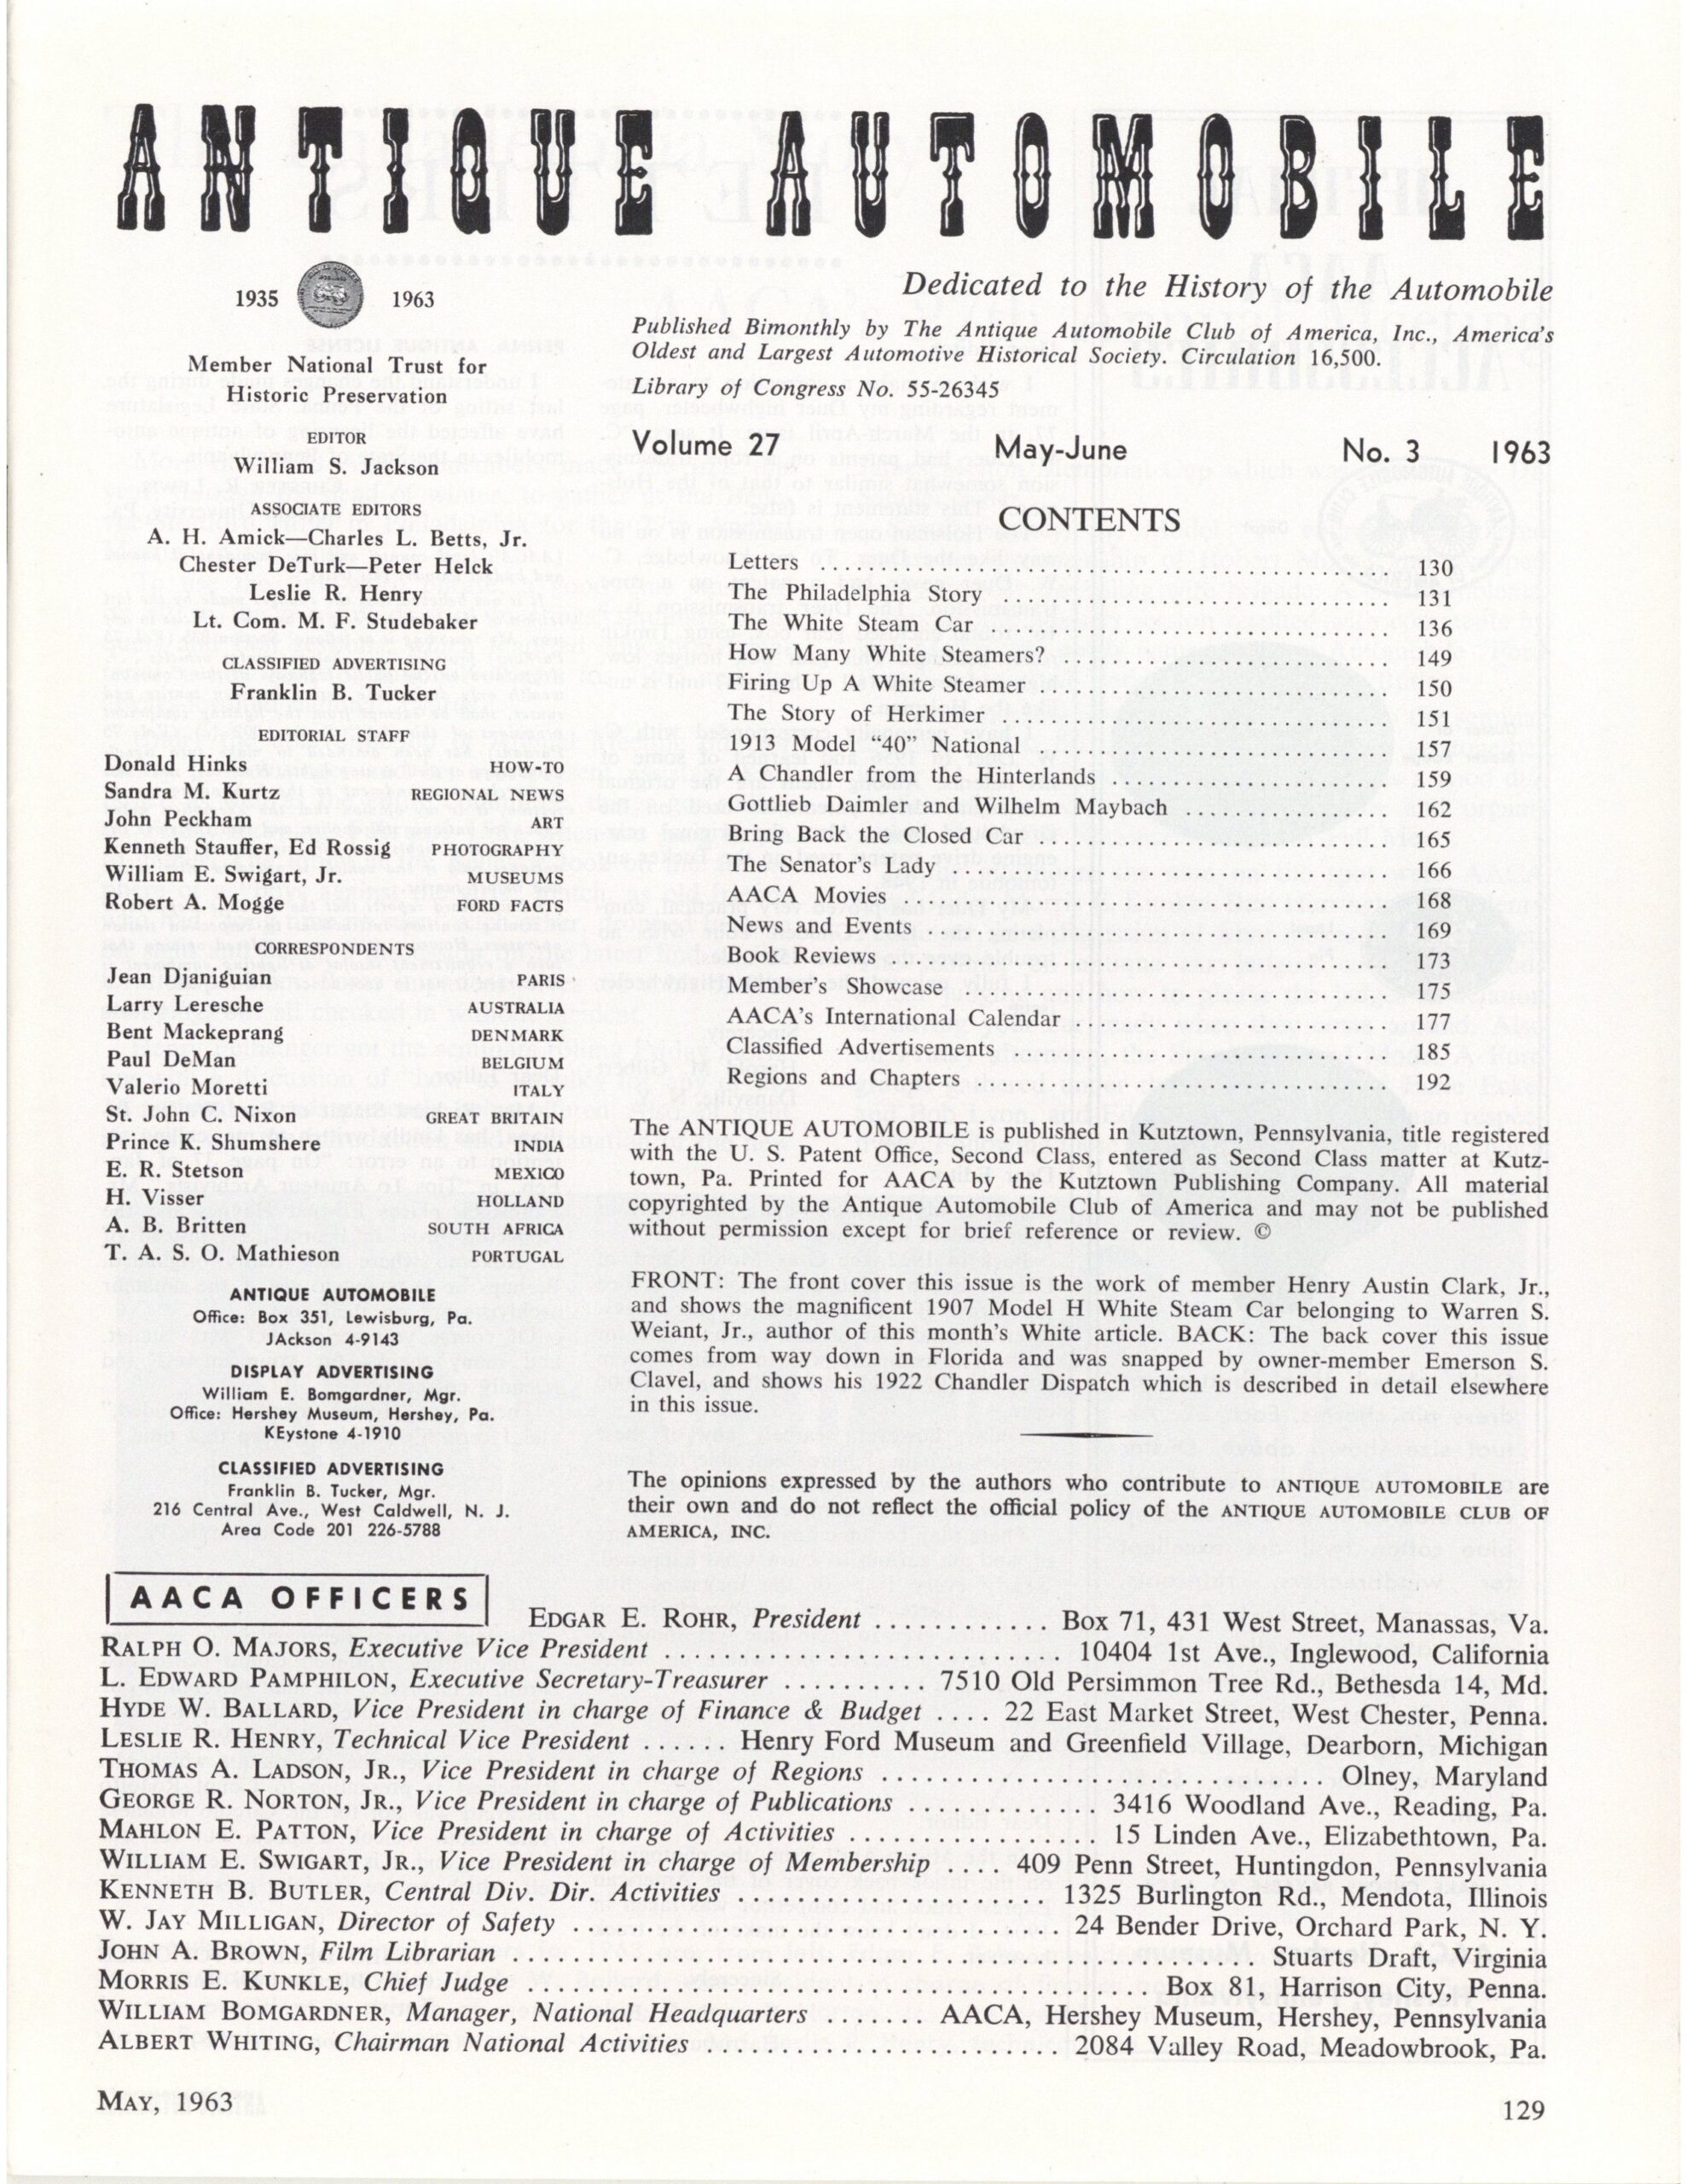 ANTIQUE AUTOMOBILE
1935 1963
Member National Trust for
Historic Preservation
EDITOR
William S. Jackson
ASSOCIATE EDITORS
A. H. Amick—Charles L. Betts, Jr.
Chester DeTurk—Peter Helck
Leslie R. Henry
Lt. Com. M. F. Studebaker
CLASSIFIED ADVERTISING
Franklin B. Tucker
EDITORIAL STAFF
Donald Hinks HOW-TO
Sandra M. Kurtz REGIONAL NEWS
John Peckham ART
Kenneth Stauffer, Ed Rossig PHOTOGRAPHY
William E. Swigart, Jr. MUSEUMS
Robert A. Mogge FORD FACTS
CORRESPONDENTS
Jean Djaniguian PARIS
Larry Leresche AUSTRALIA
Bent Mackeprang DENMARK
Paul DeMan BELGIUM
Valerio Moretti ITALY
St. John C. Nixon GREAT BRITAIN
Prince K. Shumshere INDIA
E. R. Stetson MEXICO
H. Visser HOLLAND
A. B. Britten SOUTH AFRICA
T. A. S. O. Mathieson PORTUGAL
ANTIQUE AUTOMOBILE
Office: Box 351, Lewisburg, Pa.
JAckson 4-9143
DISPLAY ADVERTISING
William E. Bomgardner, Mgr.
Office: Hershey Museum, Hershey, Pa.
KEystone 4-1910
CLASSIFIED ADVERTISING
Franklin B. Tucker, Mgr.
216 Central Ave., West Caldwell, N. J.
Area Code 201 226-5788
Dedicated to the History of the Automobile
Published Bimonthly by The Antique Automobile Club of America, Inc., America's
Oldest and Largest Automotive Historical Society. Circulation 16,500.
Library of Congress No. 55-26345
Volume 27 May-June No. 3 1963
CONTENTS
Letters ........ 130
The Philadelphia Story ........ 131
The White Steam Car ........ 136
How Many White Steamers? ........ 149
Firing Up A White Steamer ........ 150
The Story of Herkimer ........ 151
1913 Model “40” National ........ 157
A Chandler from the Hinterlands ........ 159
Gottlieb Daimler and Wilhelm Maybach ........ 162
Bring Back the Closed Car ........ 165
The Senator's Lady ........ 166
AACA Movies ........ 168
News and Events ........ 169
Book Reviews ........ 173
Member's Showcase ........ 175
AACA's International Calendar ........ 177
Classified Advertisements ........ 185
Regions and Chapters ........ 192
The ANTIQUE AUTOMOBILE is published in Kutztown, Pennsylvania, title registered
with the U. S. Patent Office, Second Class, entered as Second Class matter at Kutz-
town, Pa. Printed for AACA by the Kutztown Publishing Company. All material
copyrighted by the Antique Automobile Club of America and may not be published
without permission except for brief reference or review. ©
FRONT: The front cover this issue is the work of member Henry Austin Clark, Jr.,
and shows the magnificent 1907 Model H White Steam Car belonging to Warren S.
Weiant, Jr., author of this month's White article. BACK: The back cover this issue
comes from way down in Florida and was snapped by owner-member Emerson S.
Clavel, and shows his 1922 Chandler Dispatch which is described in detail elsewhere
in this issue.
The opinions expressed by the authors who contribute to ANTIQUE AUTOMOBILE are
their own and do not reflect the official policy of the ANTIQUE AUTOMOBILE CLUB OF
AMERICA, INC.
AACA OFFICERS
EDGAR E. ROHR, President ........ Box 71, 431 West Street, Manassas, Va.
RALPH O. MAJORS, Executive Vice President ........ 10404 1st Ave., Inglewood, California
L. EDWARD PAMPHILON, Executive Secretary-Treasurer ........ 7510 Old Persimmon Tree Rd., Bethesda 14, Md.
HYDE W. BALLARD, Vice President in charge of Finance & Budget .... 22 East Market Street, West Chester, Penna.
LESLIE R. HENRY, Technical Vice President ...... Henry Ford Museum and Greenfield Village, Dearborn, Michigan
THOMAS A. LADSON, JR., Vice President in charge of Regions ........ Olney, Maryland
GEORGE R. NORTON, JR., Vice President in charge of Publications ........ 3416 Woodland Ave., Reading, Pa.
MAHLON E. PATTON, Vice President in charge of Activities ........ 15 Linden Ave., Elizabethtown, Pa.
WILLIAM E. SWIGART, JR., Vice President in charge of Membership .... 409 Penn Street, Huntingdon, Pennsylvania
KENNETH B. BUTLER, Central Div. Dir. Activities ........ 1325 Burlington Rd., Mendota, Illinois
W. JAY MILLIGAN, Director of Safety ........ 24 Bender Drive, Orchard Park, N. Y.
JOHN A. BROWN, Film Librarian ........ Stuarts Draft, Virginia
MORRIS E. KUNKLE, Chief Judge ........ Box 81, Harrison City, Penna.
WILLIAM BOMGARDNER, Manager, National Headquarters ....... AACA, Hershey Museum, Hershey, Pennsylvania
ALBERT WHITING, Chairman National Activities ........ 2084 Valley Road, Meadowbrook, Pa.
MAY, 1963 129